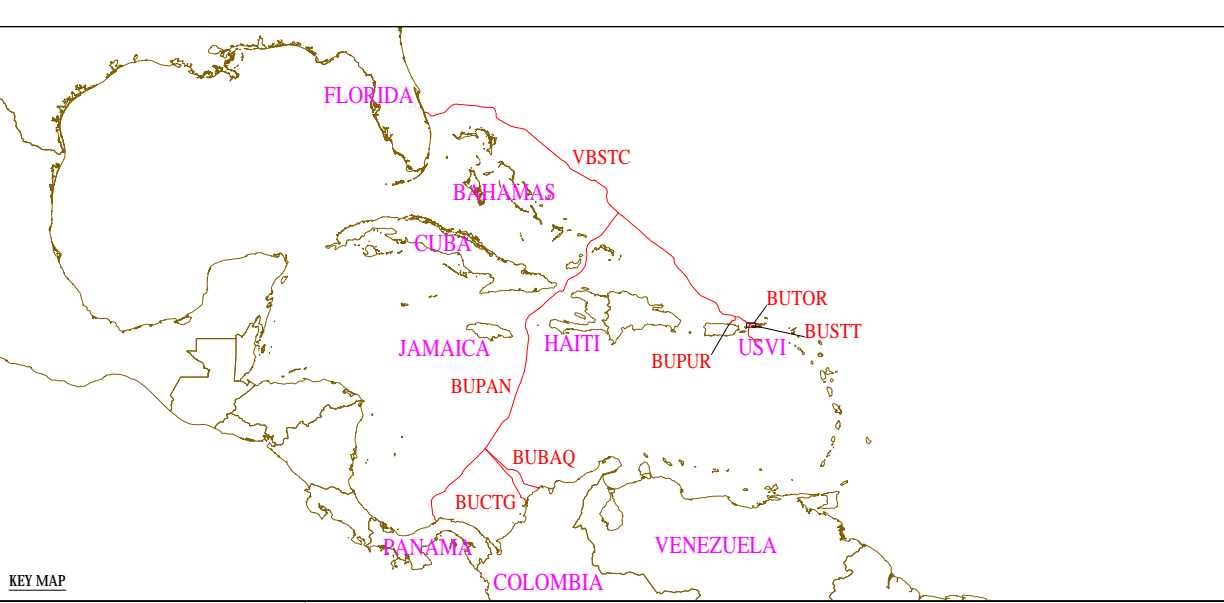 FLORIDA
VBSTC
BAHAMAS
CUBA
BUTOR
BUSTT
HAITI
JAMAICA
USVI
BUPUR
BUPAN
BUBAQ
BUCTG
PANAMA
VENEZUELA
COLOMBIA
KEY MAP